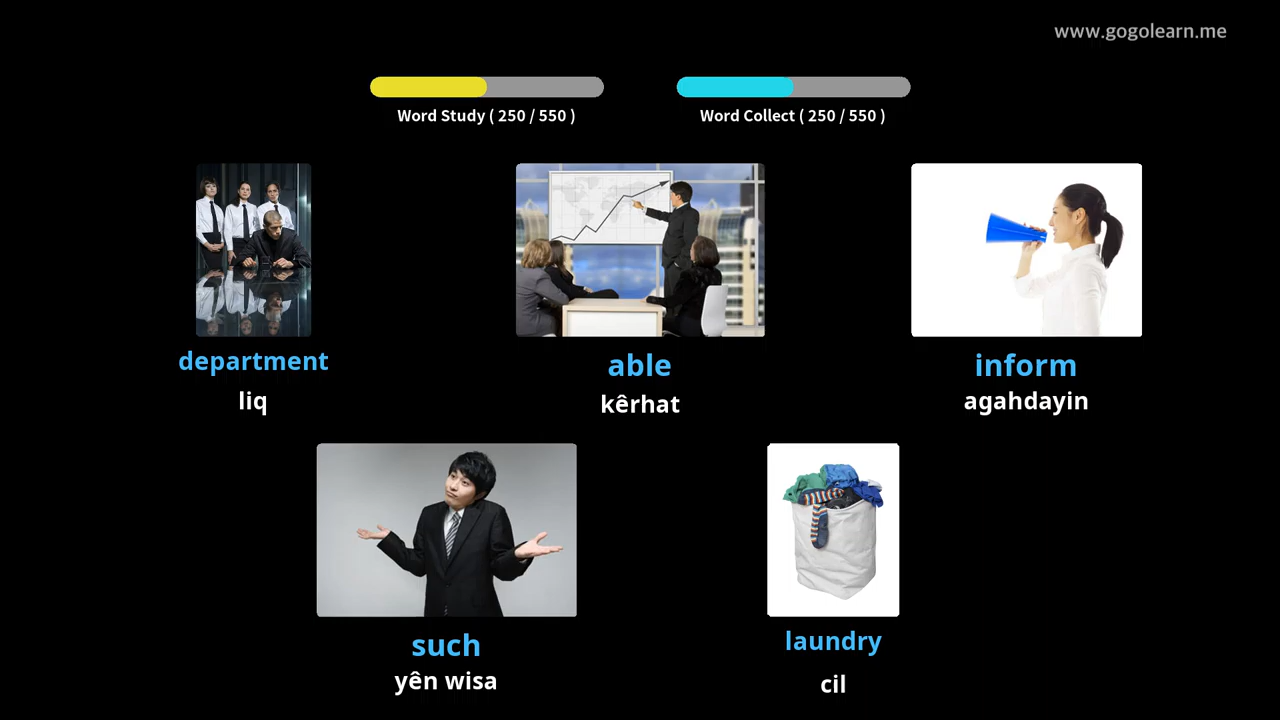 www.gogolearn.me
Word Study ( 250 / 550 )
Word Collect ( 250 / 550 )
department
liq
able
kêrhat
inform
agahdayin
such
yên wisa
laundry
cil